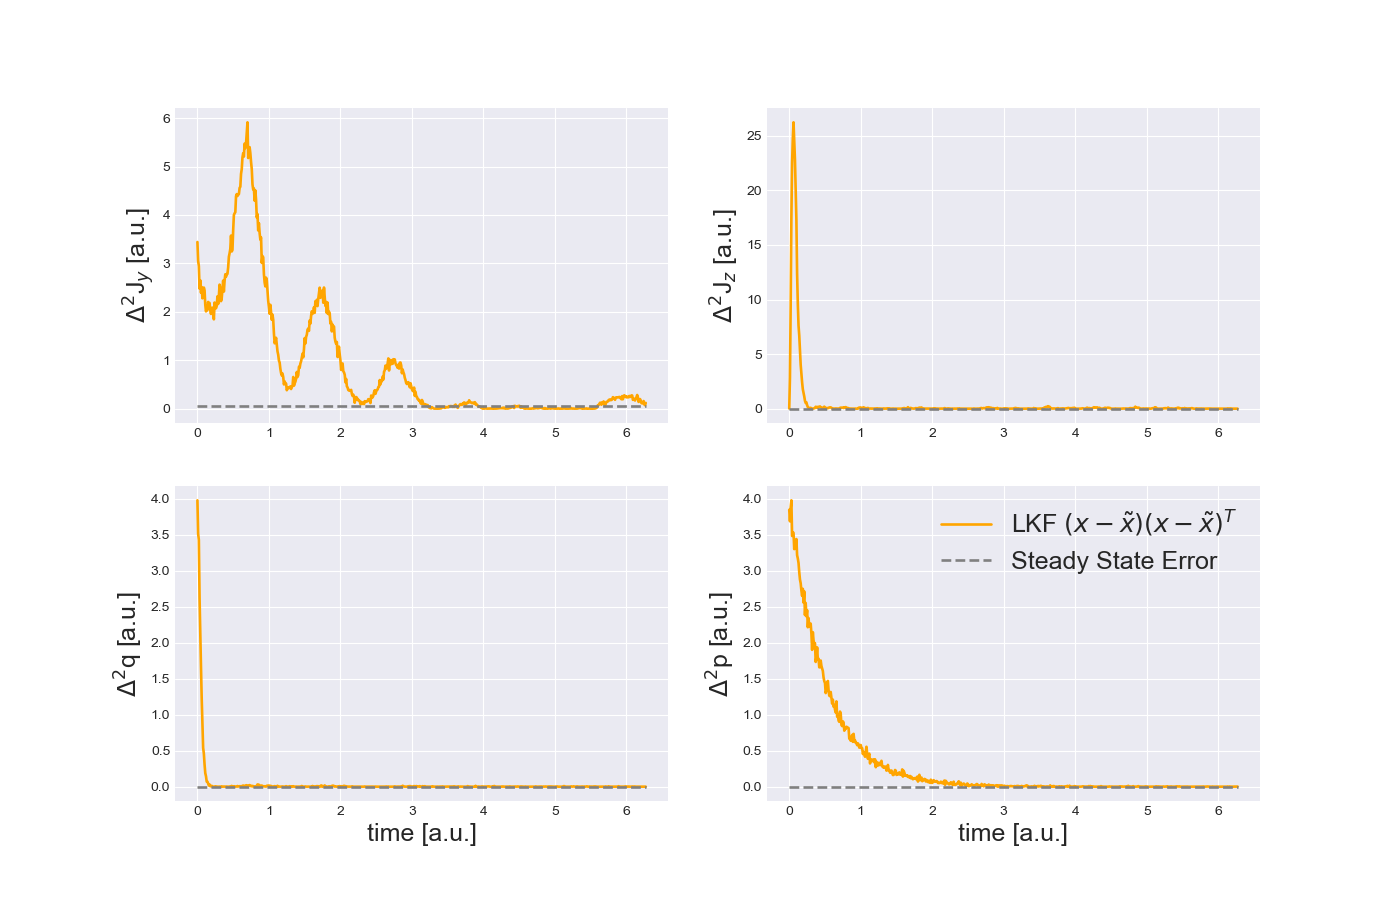 Δ²J_y [a.u.]
6
5
4
3
2
1
0
0 1 2 3 4 5 6
Δ²J_z [a.u.]
25
20
15
10
5
0
0 1 2 3 4 5 6
Δ²q [a.u.]
4.0
3.5
3.0
2.5
2.0
1.5
1.0
0.5
0.0
0 1 2 3 4 5 6
time [a.u.]
Δ²p [a.u.]
4.0
3.5
3.0
2.5
2.0
1.5
1.0
0.5
0.0
LKF (x − x̃)(x − x̃)ᵀ
Steady State Error
0 1 2 3 4 5 6
time [a.u.]